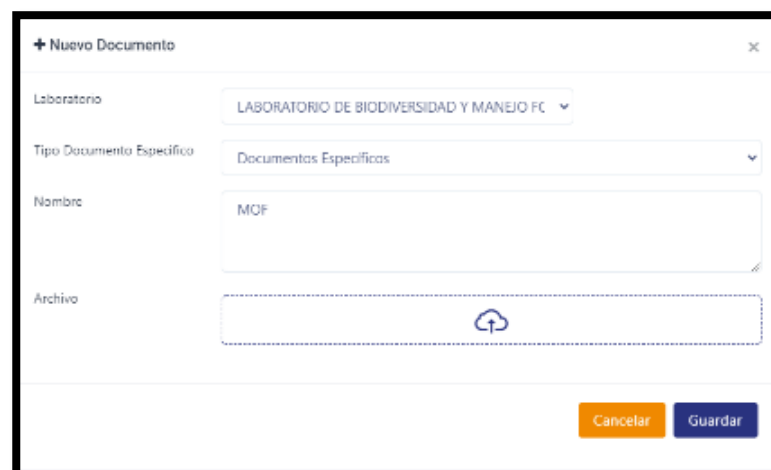 + Nuevo Documento
×
Laboratorio
LABORATORIO DE BIODIVERSIDAD Y MANEJO FC
Tipo Documento Específico
Documentos Específicos
Nombre
MOF
Archivo
Cancelar Guardar